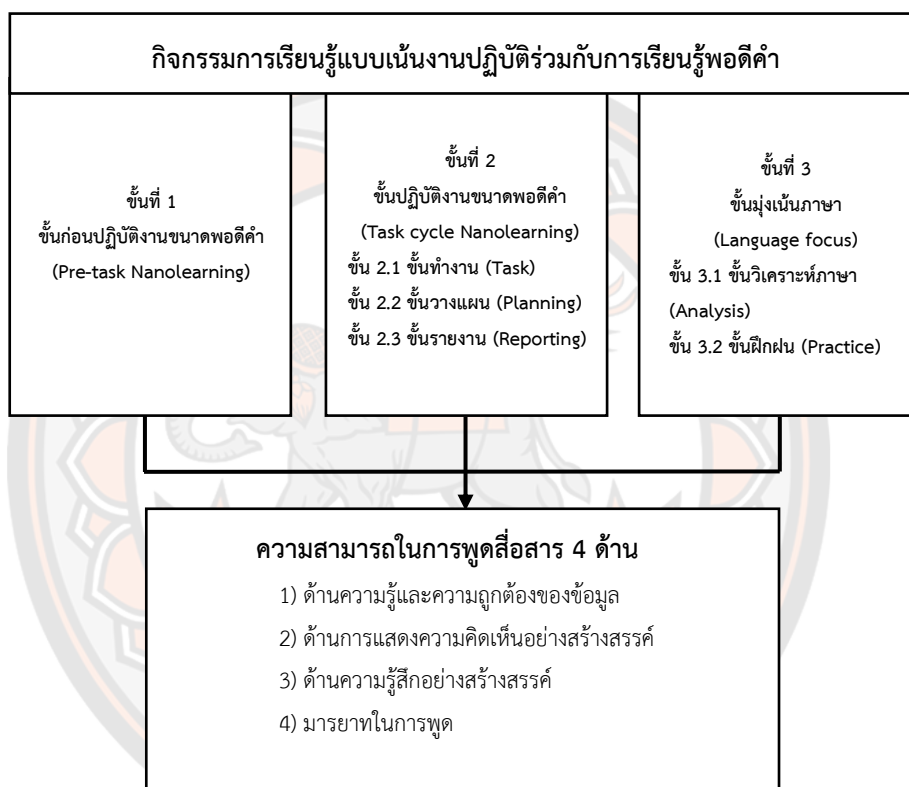 กิจกรรมการเรียนรู้แบบเน้นงานปฏิบัติร่วมกับการเรียนรู้พอดีคำ
ขั้นที่ 1
ขั้นก่อนปฏิบัติงานขนาดพอดีคำ
(Pre-task Nanolearning)
ขั้นที่ 2
ขั้นปฏิบัติงานขนาดพอดีคำ
(Task cycle Nanolearning)
ขั้น 2.1 ขั้นทำงาน (Task)
ขั้น 2.2 ขั้นวางแผน (Planning)
ขั้น 2.3 ขั้นรายงาน (Reporting)
ขั้นที่ 3
ขั้นมุ่งเน้นภาษา
(Language focus)
ขั้น 3.1 ขั้นวิเคราะห์ภาษา
(Analysis)
ขั้น 3.2 ขั้นฝึกฝน (Practice)
ความสามารถในการพูดสื่อสาร 4 ด้าน
1) ด้านความรู้และความถูกต้องของข้อมูล
2) ด้านการแสดงความคิดเห็นอย่างสร้างสรรค์
3) ด้านความรู้สึกอย่างสร้างสรรค์
4) มารยาทในการพูด